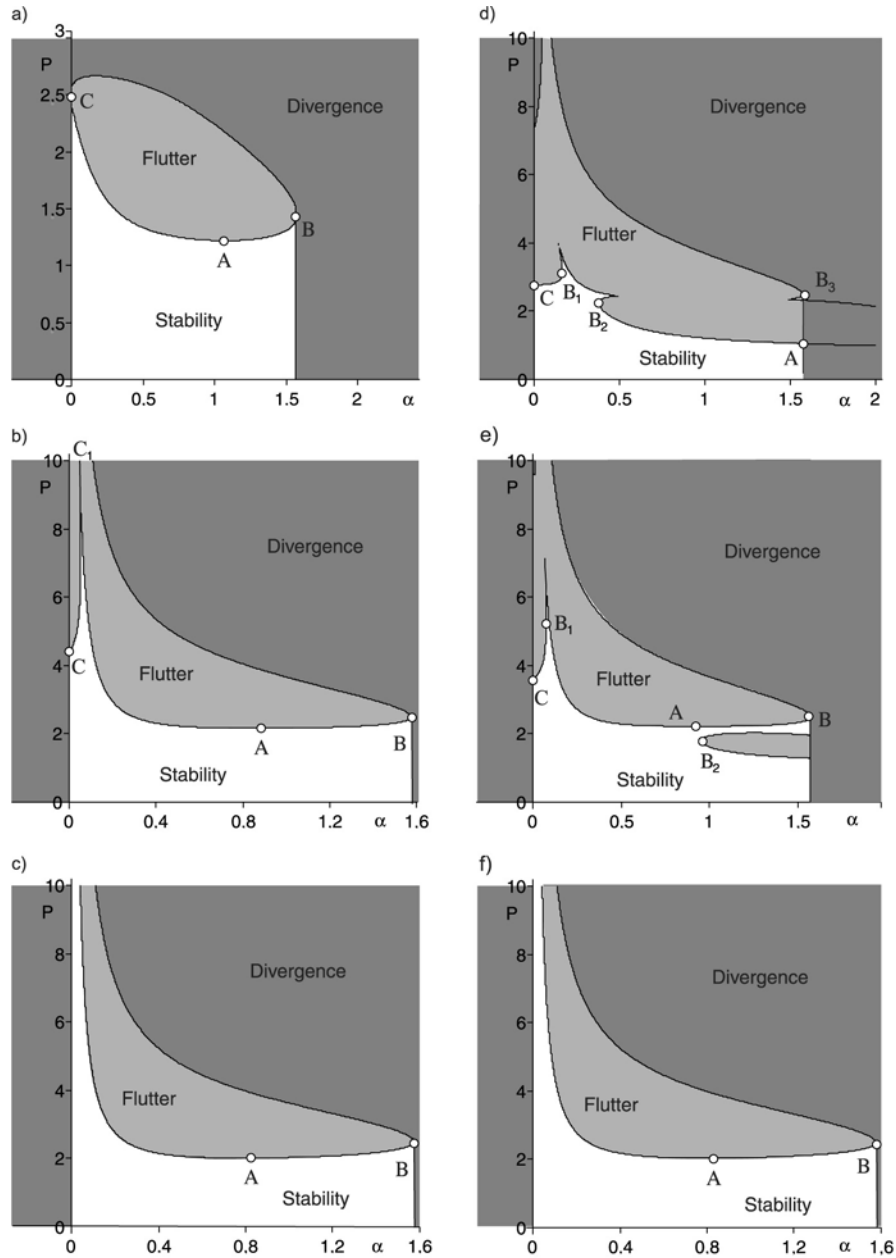 a)
3
P
2.5
C
Divergence
2
Flutter
1.5
B
A
1
Stability
0.5
0
0 0.5 1 1.5 α
b)
C1
10
P
8
Divergence
6
C
4
Flutter
2
A
B
Stability
0
0 0.4 0.8 1.2 α 1.6
c)
10
P
8
Divergence
6
4
Flutter
2
A
B
Stability
0
0 0.4 0.8 1.2 α 1.6
d)
10
P
8
Divergence
6
Flutter
4
C
B1
B3
2
B2
Stability
A
0
0 0.5 1 1.5 α 2
e)
10
P
8
Divergence
6
B1
4
C
Flutter
A
B
2
B2
Stability
0
0 0.5 1 1.5 α
f)
10
P
8
Divergence
6
4
Flutter
2
A
B
Stability
0
0 0.4 0.8 1.2 α 1.6